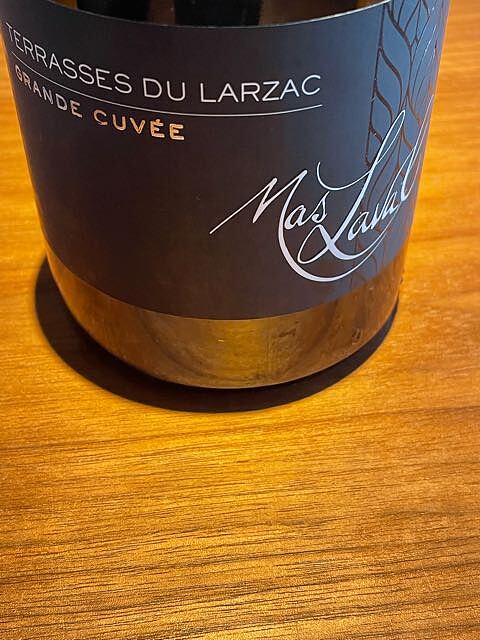 TERRASSES DU LARZAC
GRANDE CUVÉE
Mas Laval